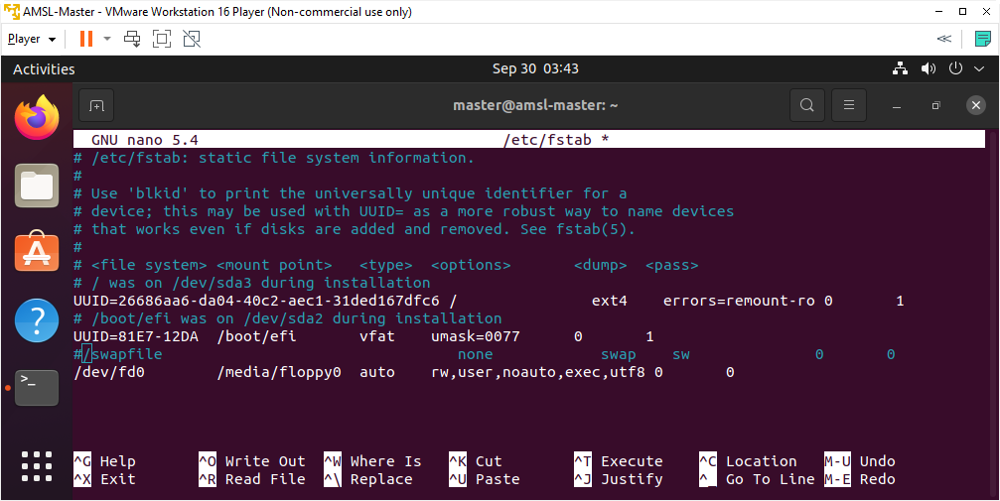 AMSL-Master - VMware Workstation 16 Player (Non-commercial use only)
Player
Activities
Sep 30 03:43
master@amsl-master: ~
GNU nano 5.4 /etc/fstab *
# /etc/fstab: static file system information.
#
# Use 'blkid' to print the universally unique identifier for a
# device; this may be used with UUID= as a more robust way to name devices
# that works even if disks are added and removed. See fstab(5).
#
# <file system> <mount point> <type> <options> <dump> <pass>
# / was on /dev/sda3 during installation
UUID=26686aa6-da04-40c2-aec1-31ded167dfc6 / ext4 errors=remount-ro 0 1
# /boot/efi was on /dev/sda2 during installation
UUID=81E7-12DA /boot/efi vfat umask=0077 0 1
#/swapfile none swap sw 0 0
/dev/fd0 /media/floppy0 auto rw,user,noauto,exec,utf8 0 0
^G Help ^O Write Out ^W Where Is ^K Cut ^T Execute ^C Location M-U Undo
^X Exit ^R Read File ^\ Replace ^U Paste ^J Justify ^_ Go To Line M-E Redo